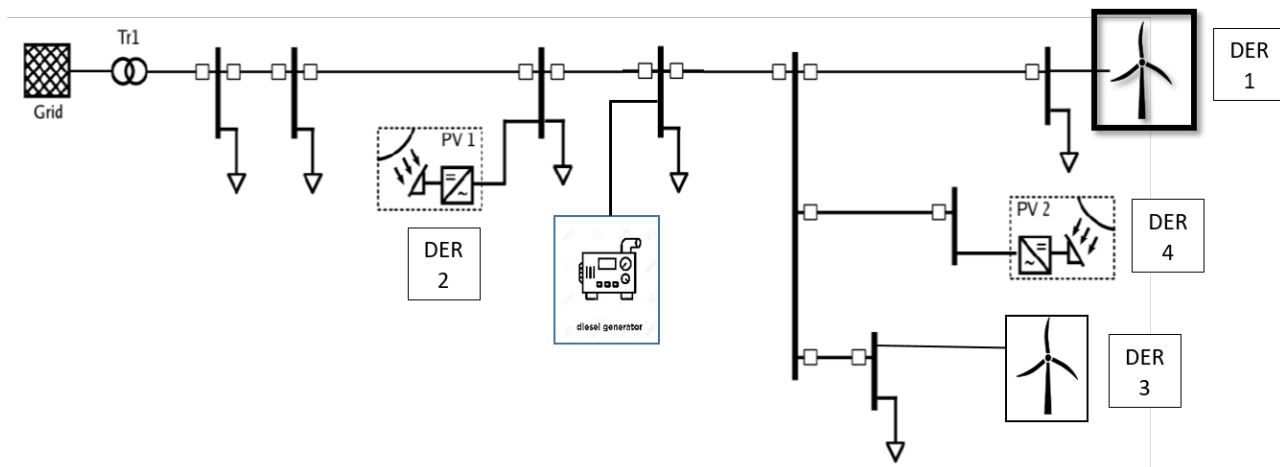 Tr1
Grid
PV 1
DER
2
diesel generator
DER
1
PV 2
DER
4
DER
3